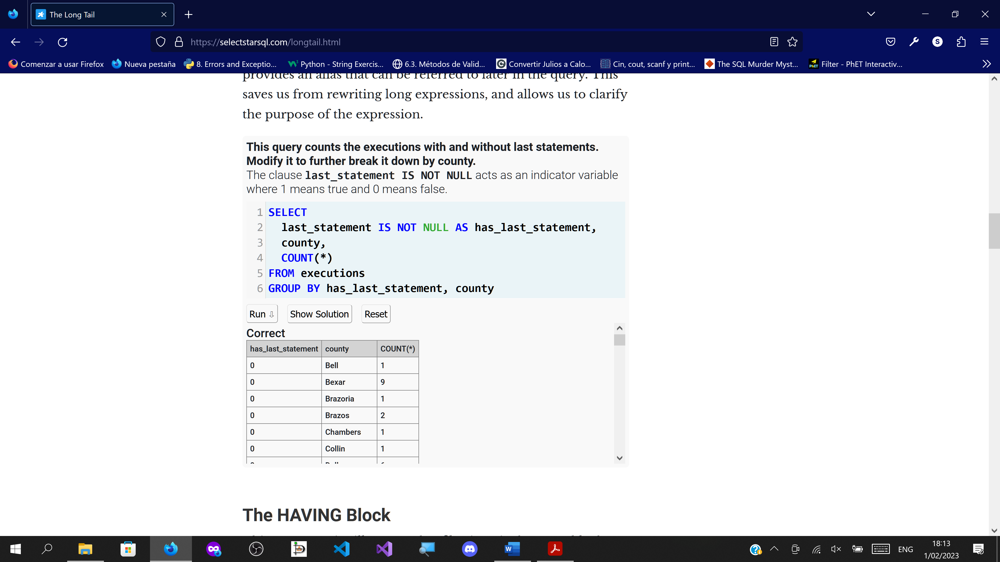 The Long Tail
https://selectstarsql.com/longtail.html
S
Comenzar a usar Firefox
Nueva pestaña
8. Errors and Exceptio...
Python - String Exercis...
6.3. Métodos de Valid...
Convertir Julios a Calo...
Cin, cout, scanf y print...
The SQL Murder Myst...
Filter - PhET Interactiv...
provides an alias that can be referred to later in the query. This
saves us from rewriting long expressions, and allows us to clarify
the purpose of the expression.
This query counts the executions with and without last statements.
Modify it to further break it down by county.
The clause last_statement IS NOT NULL acts as an indicator variable
where 1 means true and 0 means false.
1 SELECT
2 last_statement IS NOT NULL AS has_last_statement,
3 county,
4 COUNT(*)
5 FROM executions
6 GROUP BY has_last_statement, county
Run ⇩ Show Solution Reset
Correct
has_last_statement county COUNT(*)
0 Bell 1
0 Bexar 9
0 Brazoria 1
0 Brazos 2
0 Chambers 1
0 Collin 1
The HAVING Block
ENG
18:13
1/02/2023